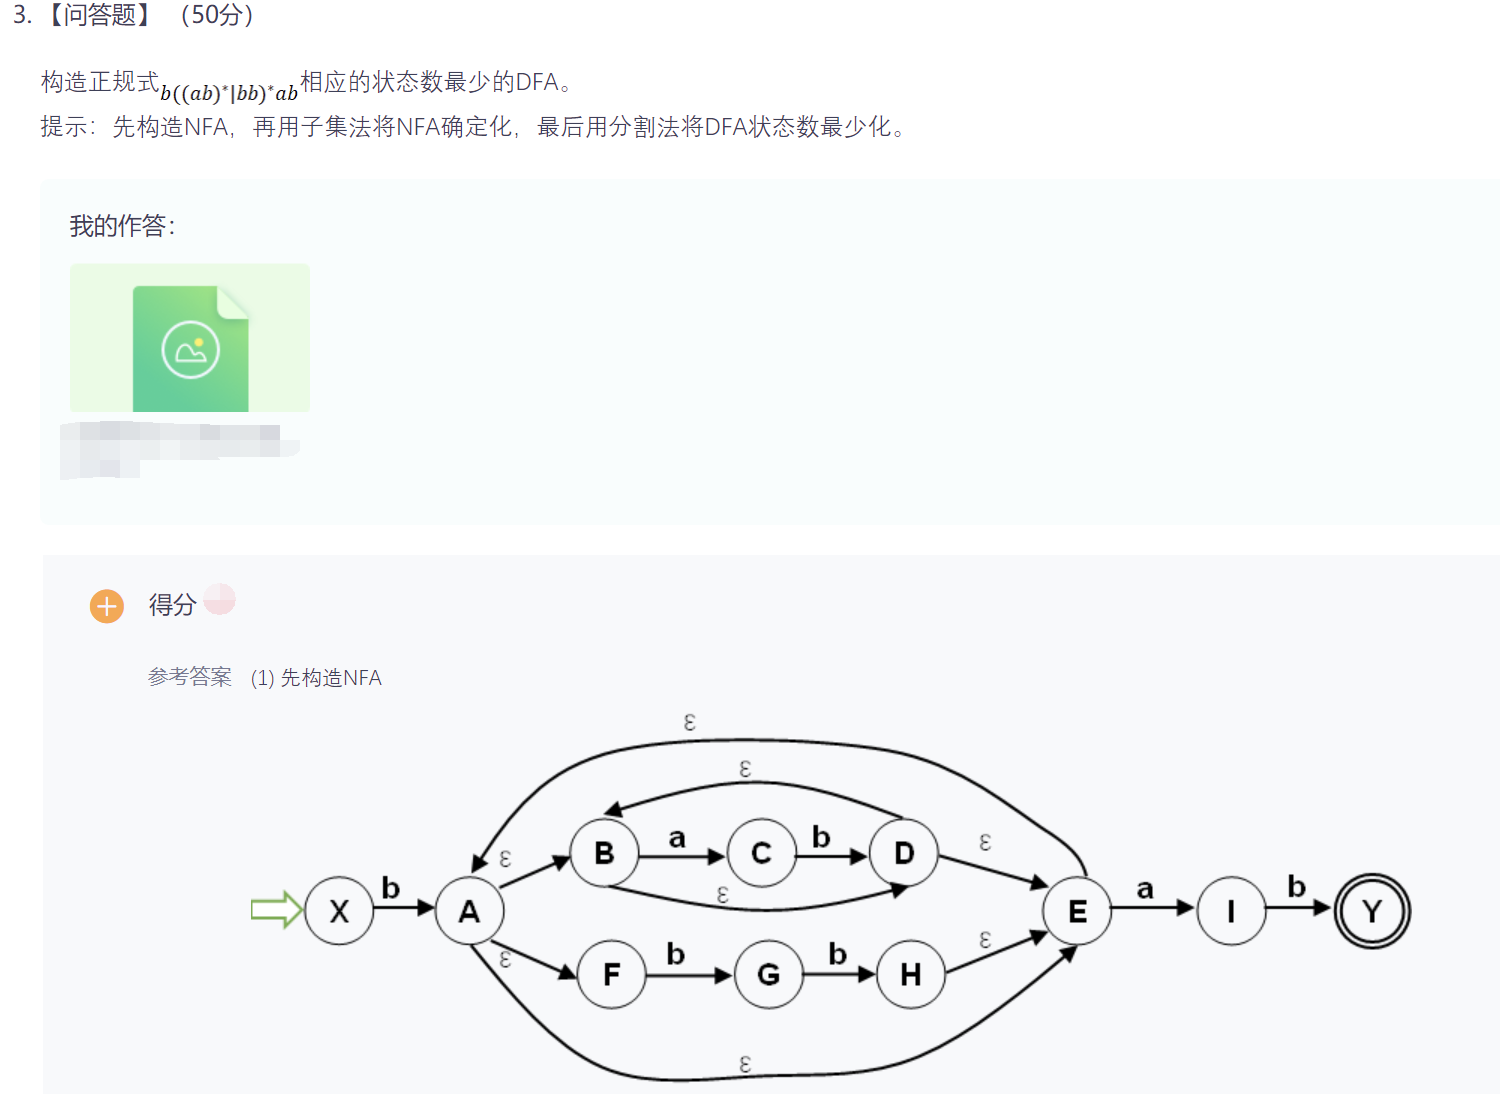 3. 【问答题】 （50分）
构造正规式b((ab)*|bb)*ab相应的状态数最少的DFA。
提示：先构造NFA，再用子集法将NFA确定化，最后用分割法将DFA状态数最少化。
我的作答：
得分
参考答案 (1) 先构造NFA
ε
ε
ε B a C b D ε
ε
X b A E a I b Y
ε F b G b H ε
ε